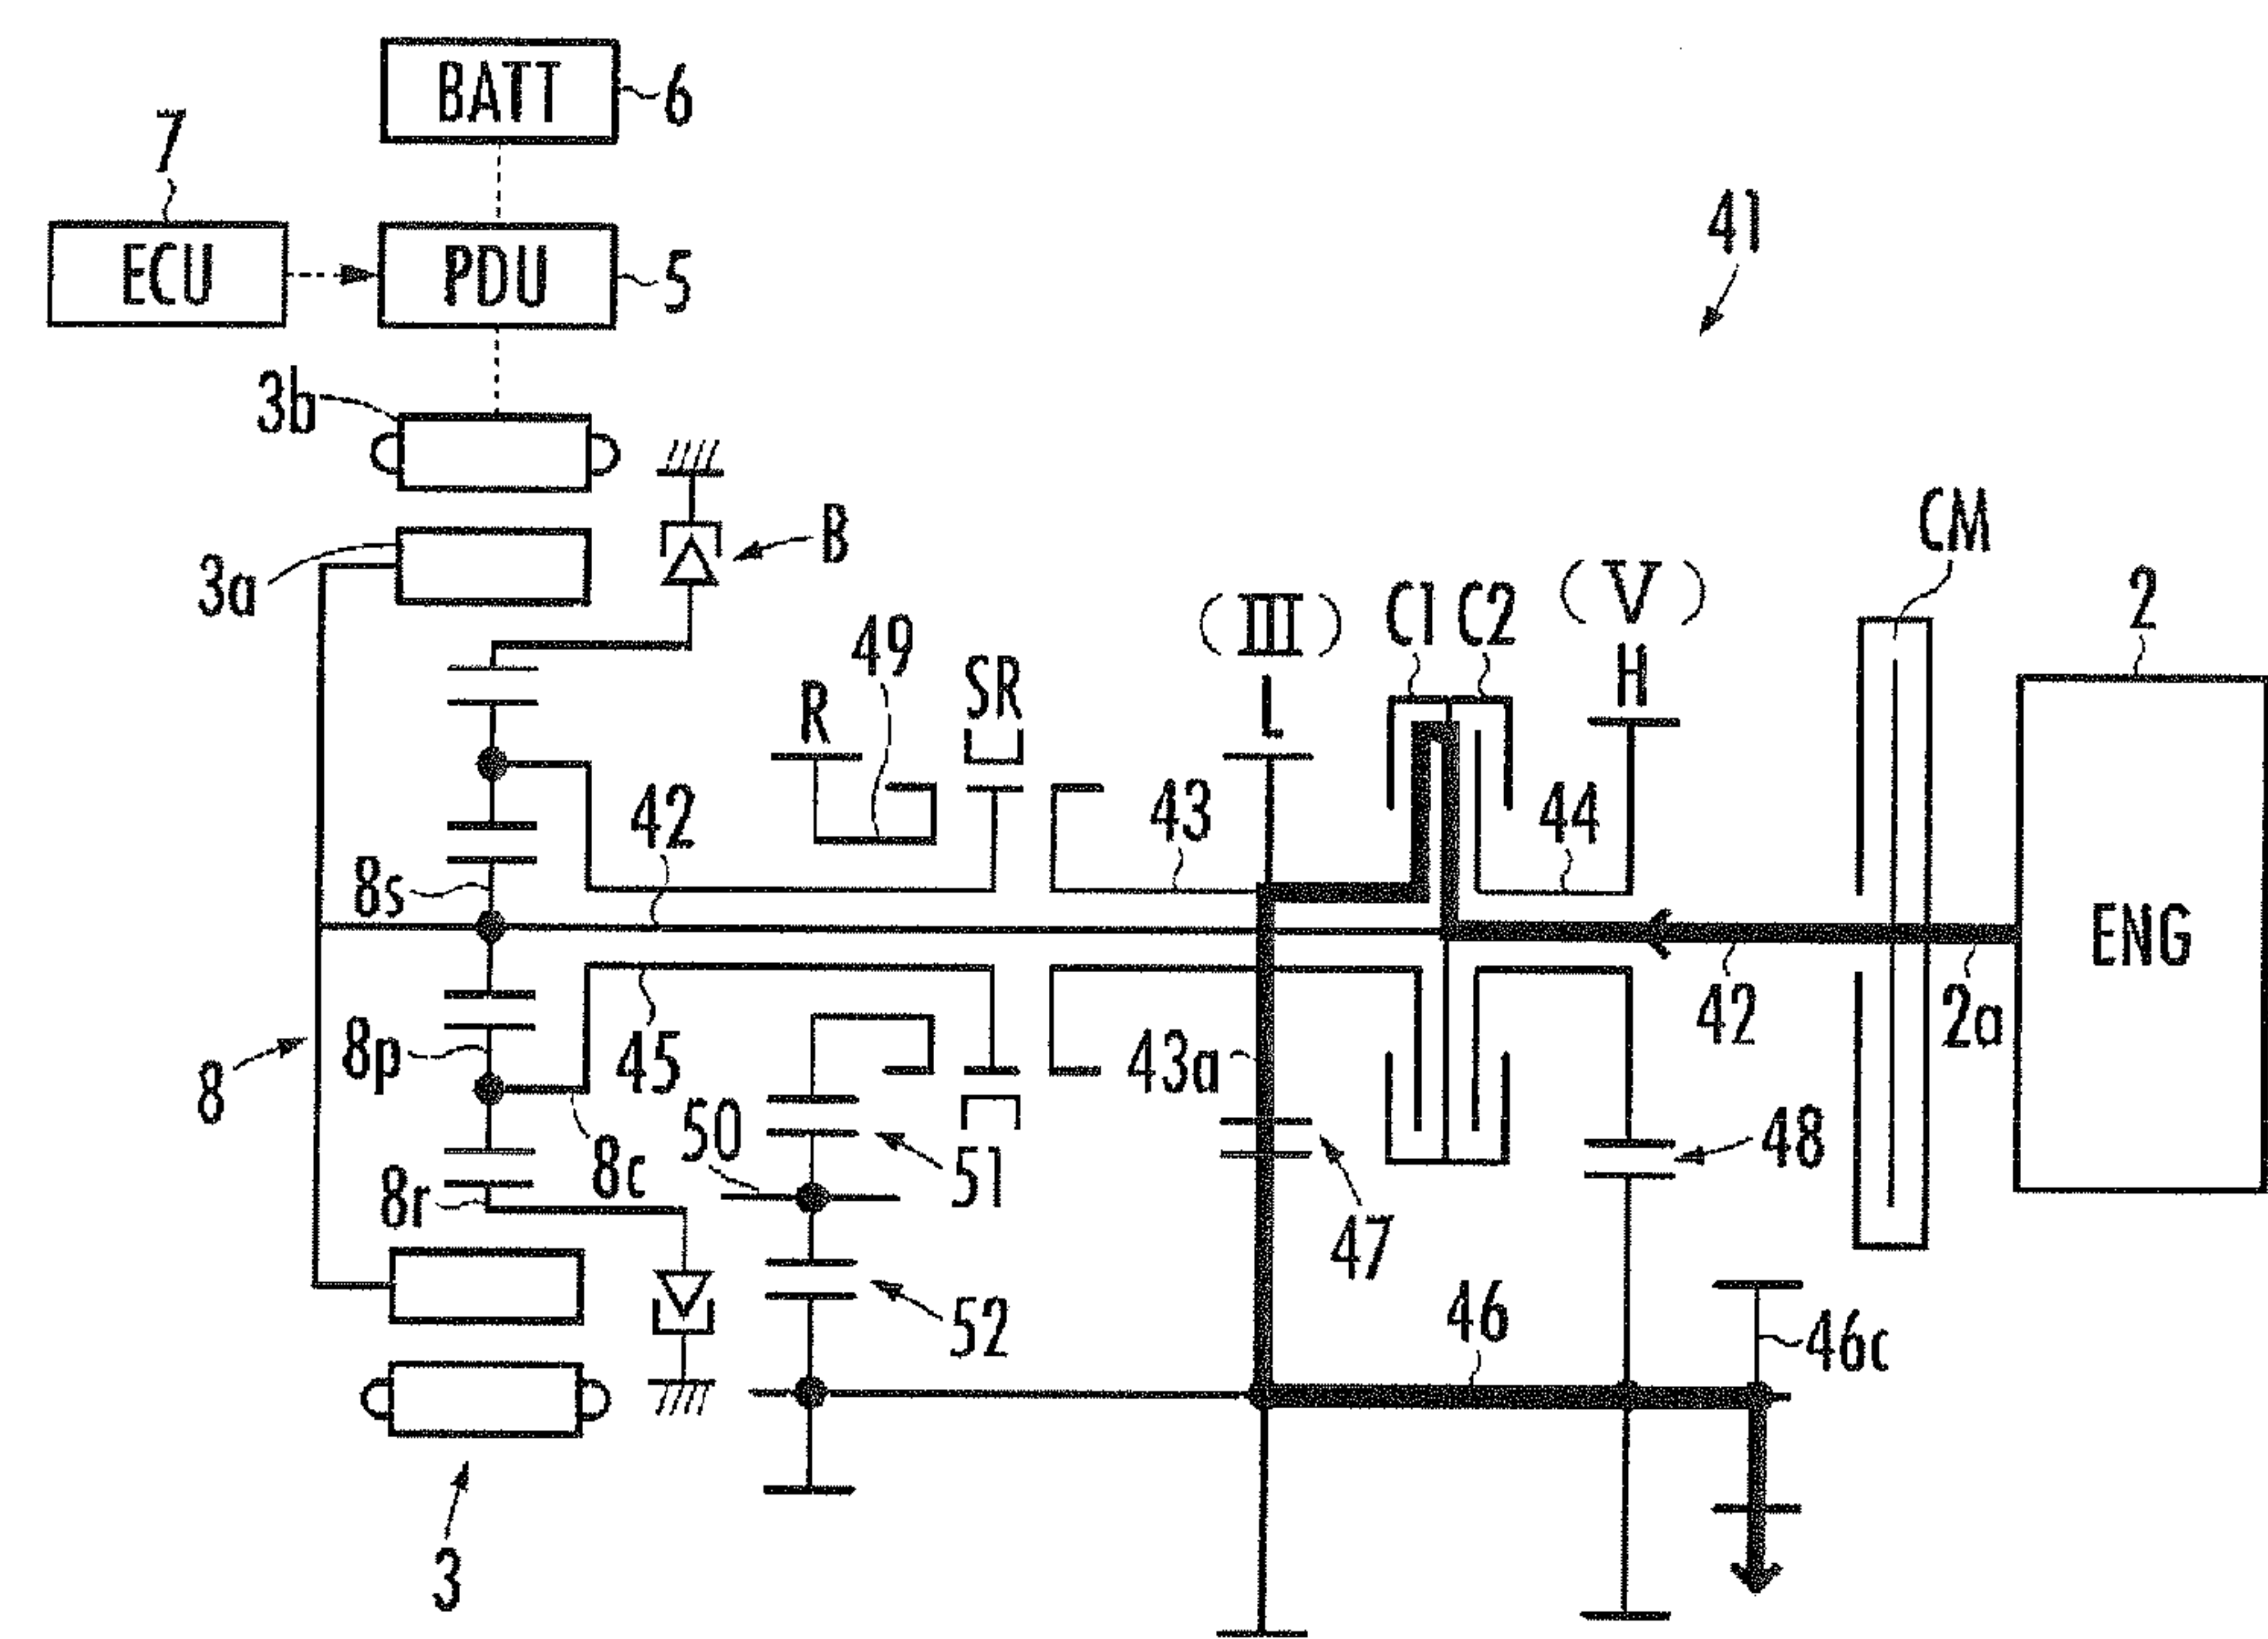 BATT
6
7
ECU
PDU
5
41
3b
3a
B
CM
2
(III)
C1
C2
(V)
49
SR
L
H
R
42
43
44
8s
ENG
42
2a
8p
45
43a
8
50
8c
51
48
8r
47
52
46
46c
3